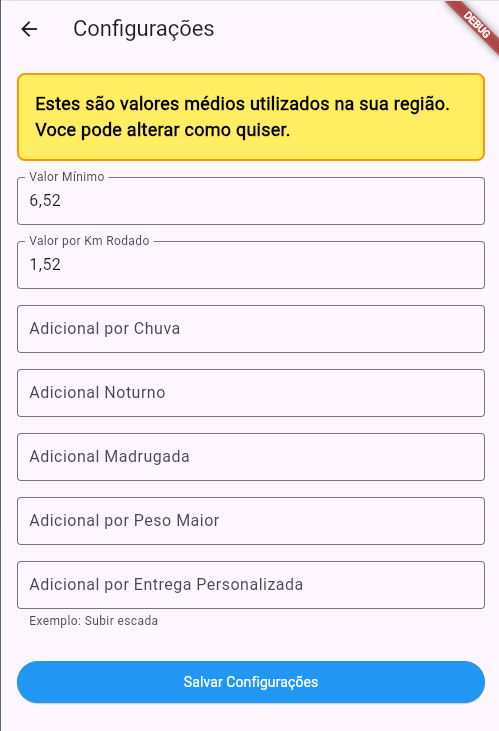 Configurações
DEBUG
Estes são valores médios utilizados na sua região.
Voce pode alterar como quiser.
Valor Mínimo
6,52
Valor por Km Rodado
1,52
Adicional por Chuva
Adicional Noturno
Adicional Madrugada
Adicional por Peso Maior
Adicional por Entrega Personalizada
Exemplo: Subir escada
Salvar Configurações